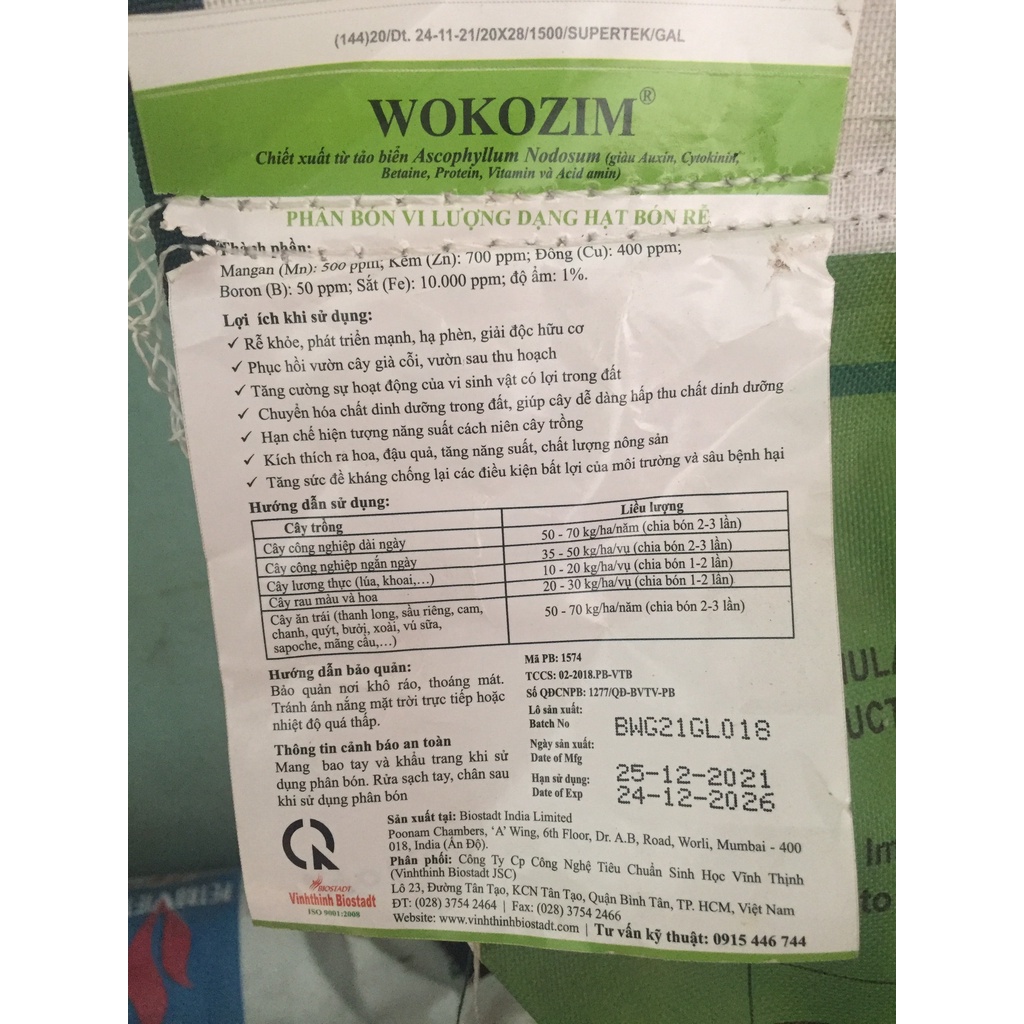 (144)20/Dt. 24-11-21/20X28/1500/SUPERTEK/GAL
WOKOZIM®
Chiết xuất từ tảo biển Ascophyllum Nodosum (giàu Auxin, Cytokinin,
Betaine, Protein, Vitamin và Acid amin)
PHÂN BÓN VI LƯỢNG DẠNG HẠT BÓN RỄ
Thành phần:
Mangan (Mn): 500 ppm; Kẽm (Zn): 700 ppm; Đồng (Cu): 400 ppm;
Boron (B): 50 ppm; Sắt (Fe): 10.000 ppm; độ ẩm: 1%.
Lợi ích khi sử dụng:
✓ Rễ khỏe, phát triển mạnh, hạ phèn, giải độc hữu cơ
✓ Phục hồi vườn cây già cỗi, vườn sau thu hoạch
✓ Tăng cường sự hoạt động của vi sinh vật có lợi trong đất
✓ Chuyển hóa chất dinh dưỡng trong đất, giúp cây dễ dàng hấp thu chất dinh dưỡng
✓ Hạn chế hiện tượng năng suất cách niên cây trồng
✓ Kích thích ra hoa, đậu quả, tăng năng suất, chất lượng nông sản
✓ Tăng sức đề kháng chống lại các điều kiện bất lợi của môi trường và sâu bệnh hại
Hướng dẫn sử dụng:
Cây trồng Liều lượng
Cây công nghiệp dài ngày 50 - 70 kg/ha/năm (chia bón 2-3 lần)
Cây công nghiệp ngắn ngày 35 - 50 kg/ha/vụ (chia bón 2-3 lần)
Cây lương thực (lúa, khoai,...) 10 - 20 kg/ha/vụ (chia bón 1-2 lần)
Cây rau màu và hoa 20 - 30 kg/ha/vụ (chia bón 1-2 lần)
Cây ăn trái (thanh long, sầu riêng, cam, 50 - 70 kg/ha/năm (chia bón 2-3 lần)
chanh, quýt, bưởi, xoài, vú sữa,
sapoche, mãng cầu,...)
Hướng dẫn bảo quản:
Bảo quản nơi khô ráo, thoáng mát.
Tránh ánh nắng mặt trời trực tiếp hoặc
nhiệt độ quá thấp.
Thông tin cảnh báo an toàn
Mang bao tay và khẩu trang khi sử
dụng phân bón. Rửa sạch tay, chân sau
khi sử dụng phân bón
Mã PB: 1574
TCCS: 02-2018.PB-VTB
Số QĐCNPB: 1277/QĐ-BVTV-PB
Lô sản xuất:
Batch No BWG21GL018
Ngày sản xuất:
Date of Mfg 25-12-2021
Hạn sử dụng:
Date of Exp 24-12-2026
BIOSTADT
Vinhthinh Biostadt
ISO 9001:2008
Sản xuất tại: Biostadt India Limited
Poonam Chambers, 'A' Wing, 6th Floor, Dr. A.B, Road, Worli, Mumbai - 400
018, India (Ấn Độ).
Phân phối: Công Ty Cp Công Nghệ Tiêu Chuẩn Sinh Học Vĩnh Thịnh
(Vinhthinh Biostadt JSC)
Lô 23, Đường Tân Tạo, KCN Tân Tạo, Quận Bình Tân, TP. HCM, Việt Nam
ĐT: (028) 3754 2464 | Fax: (028) 3754 2466
Website: www.vinhthinhbiostadt.com | Tư vấn kỹ thuật: 0915 446 744